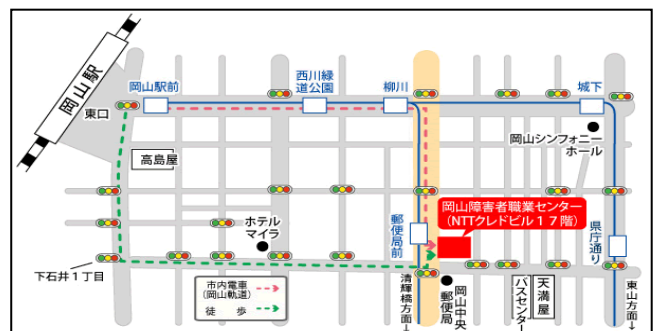 岡山駅
東口
岡山駅前
西川緑
道公園
柳川
城下
岡山シンフォニー
ホール
高島屋
岡山障害者職業センター
(NTTクレドビル17階)
郵便局前
県庁通り
ホテル
マイラ
下石井1丁目
市内電車
(岡山軌道)
徒 歩
清輝橋方面→
岡山中央
郵便局
バスセンター
天満屋
東山方面→